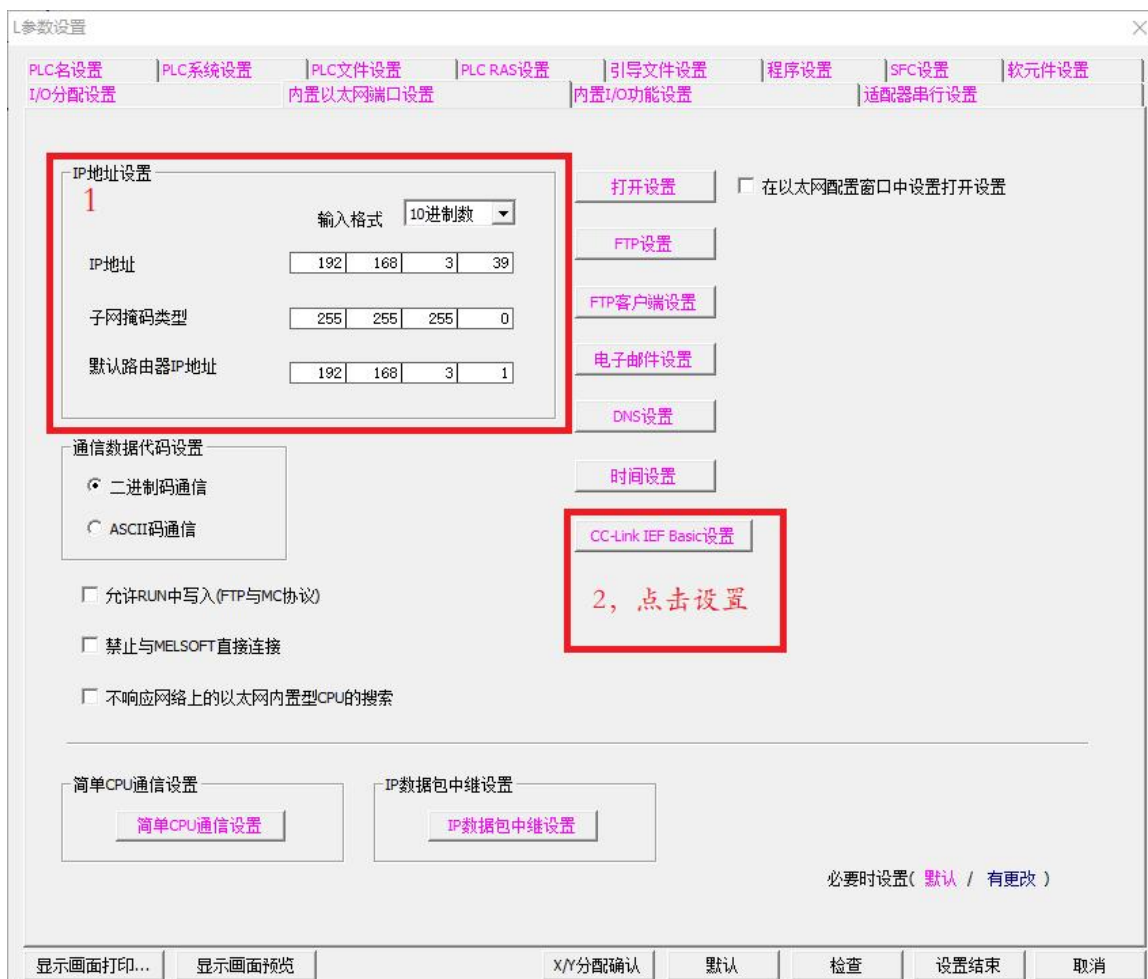 L参数设置
PLC名设置 PLC系统设置 PLC文件设置 PLC RAS设置 引导文件设置 程序设置 SFC设置 软元件设置
I/O分配设置 内置以太网端口设置 内置I/O功能设置 适配器串行设置
IP地址设置
1
输入格式 10进制数
IP地址 192 168 3 39
子网掩码类型 255 255 255 0
默认路由器IP地址 192 168 3 1
打开设置 在以太网配置窗口中设置打开设置
FTP设置
FTP客户端设置
电子邮件设置
DNS设置
时间设置
CC-Link IEF Basic设置
2，点击设置
通信数据代码设置
二进制码通信
ASCII码通信
允许RUN中写入(FTP与MC协议)
禁止与MELSOFT直接连接
不响应网络上的以太网内置型CPU的搜索
简单CPU通信设置
简单CPU通信设置
IP数据包中继设置
IP数据包中继设置
必要时设置( 默认 / 有更改 )
显示画面打印... 显示画面预览 X/Y分配确认 默认 检查 设置结束 取消